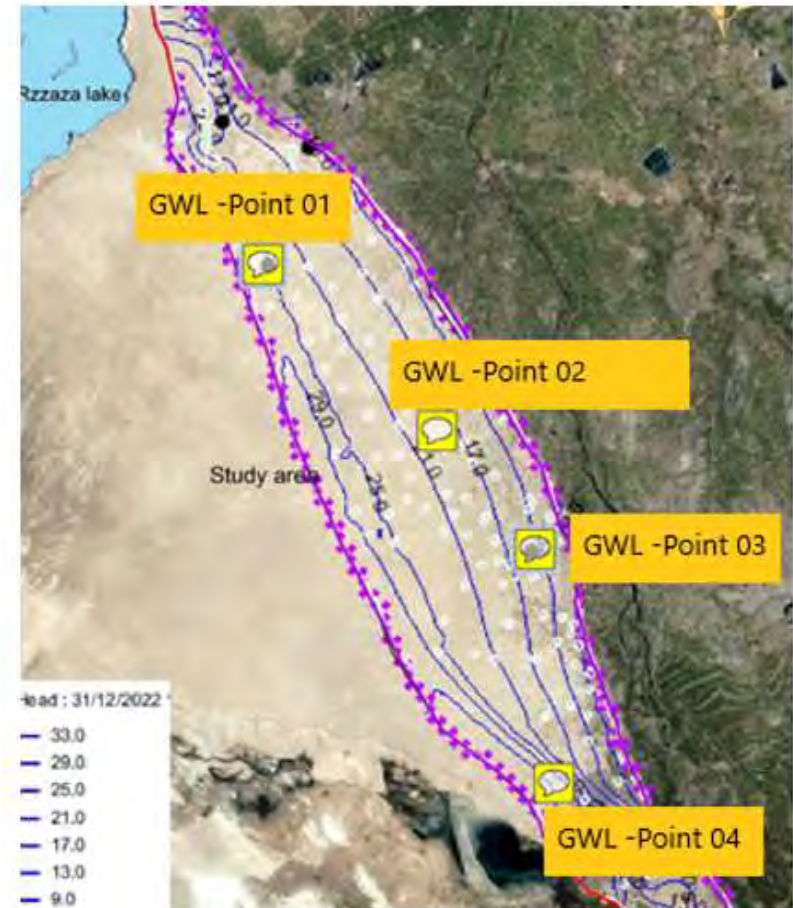 Rzzaza lake
GWL -Point 01
GWL -Point 02
29.0
17.0
Study area
25.0
GWL -Point 03
GWL -Point 04
Head : 31/12/2022
33.0
29.0
25.0
21.0
17.0
13.0
9.0